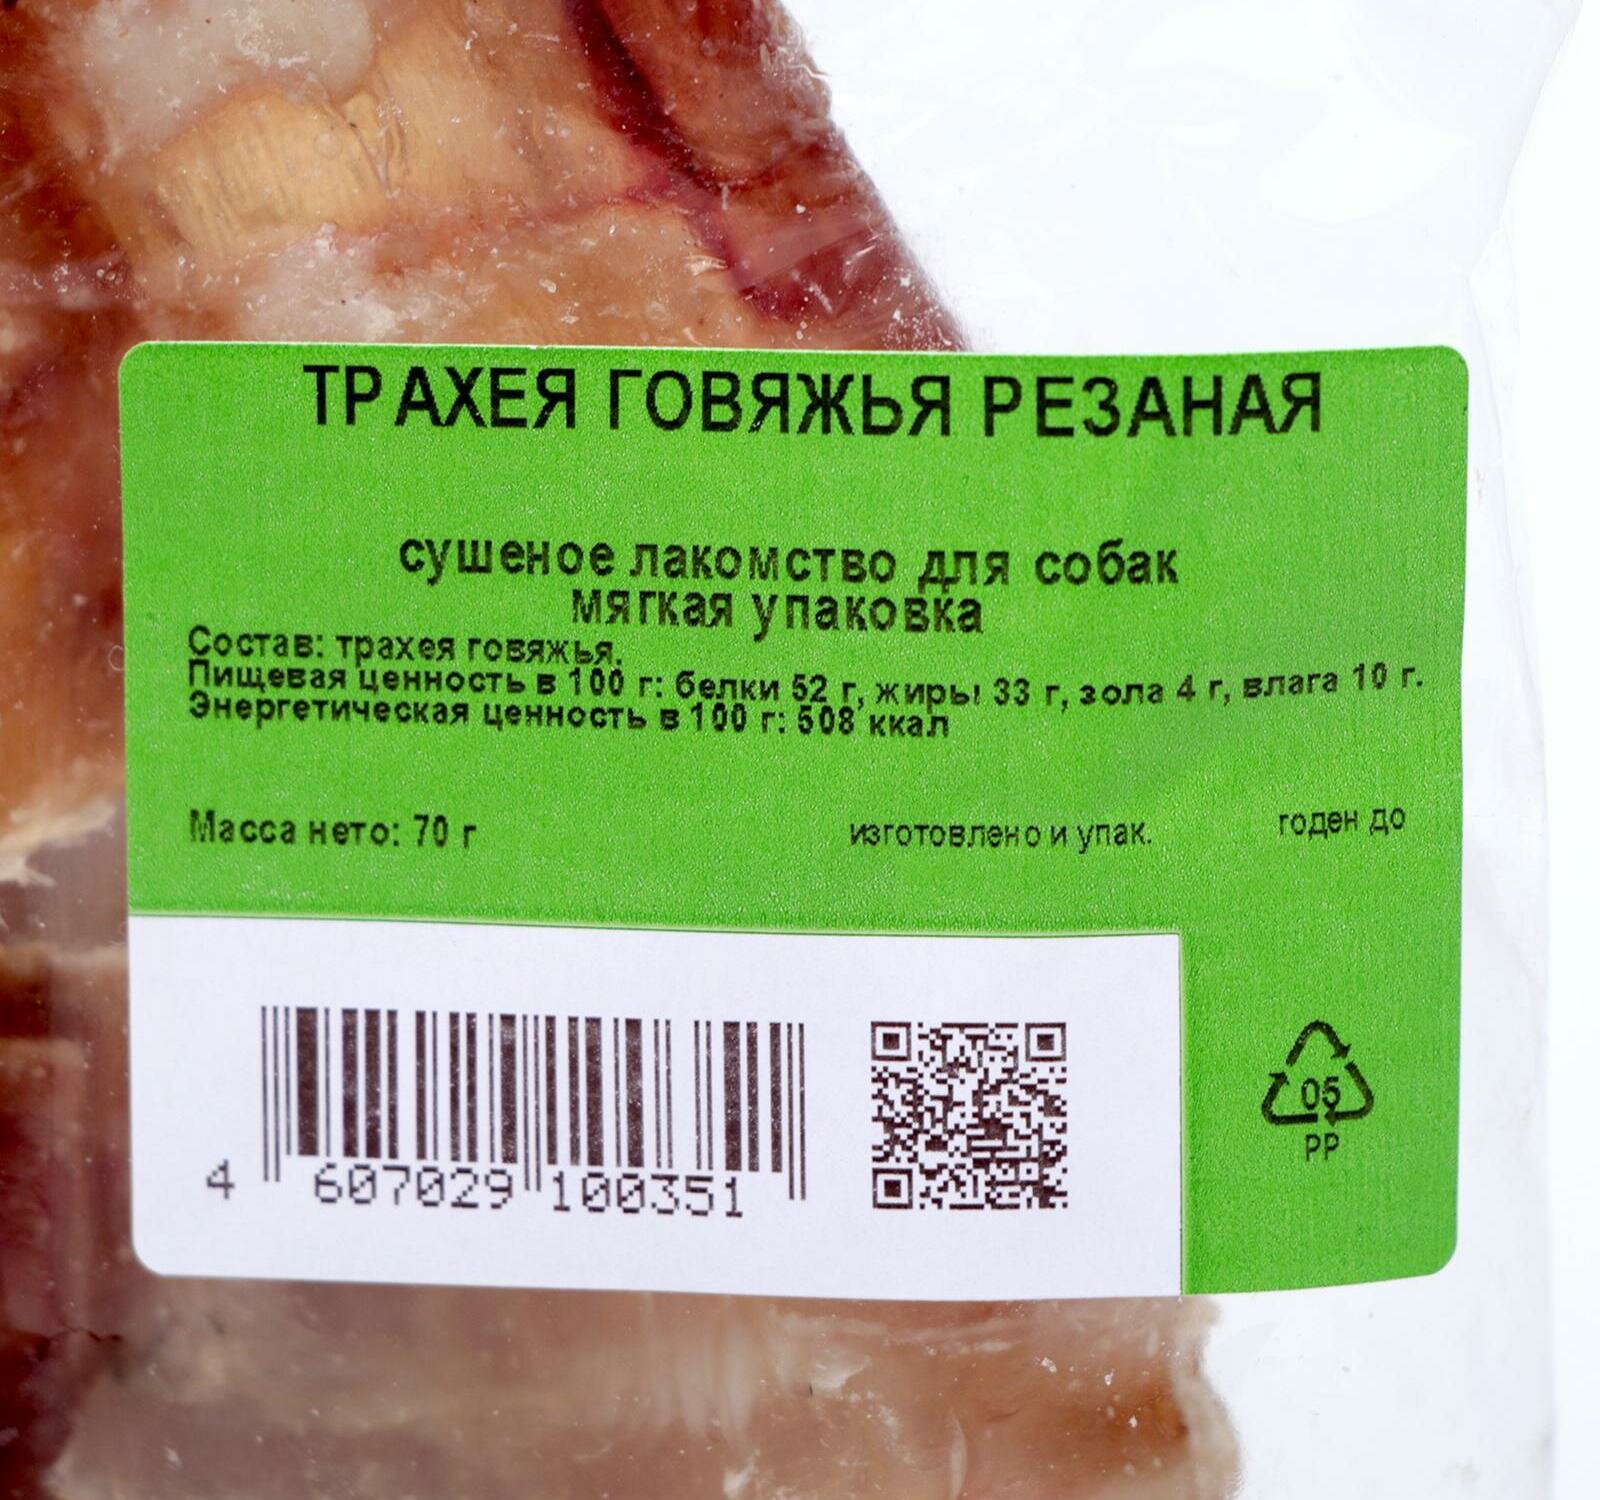 ТРАХЕЯ ГОВЯЖЬЯ РЕЗАНАЯ
сушеное лакомство для собак
мягкая упаковка
Состав: трахея говяжья.
Пищевая ценность в 100 г: белки 52 г, жиры 33 г, зола 4 г, влага 10 г.
Энергетическая ценность в 100 г: 508 ккал
Масса нето: 70 г
изготовлено и упак.
годен до
4 607029 100351
05
PP